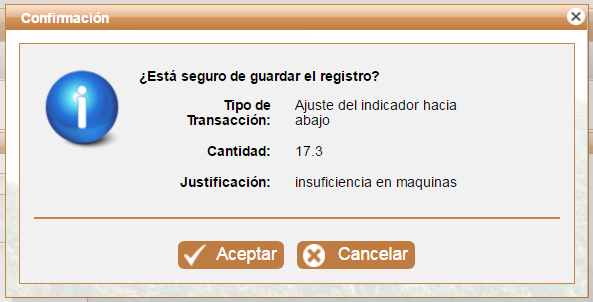 Confirmación
¿Está seguro de guardar el registro?
Tipo de Transacción: Ajuste del indicador hacia abajo
Cantidad: 17.3
Justificación: insuficiencia en maquinas
Aceptar Cancelar